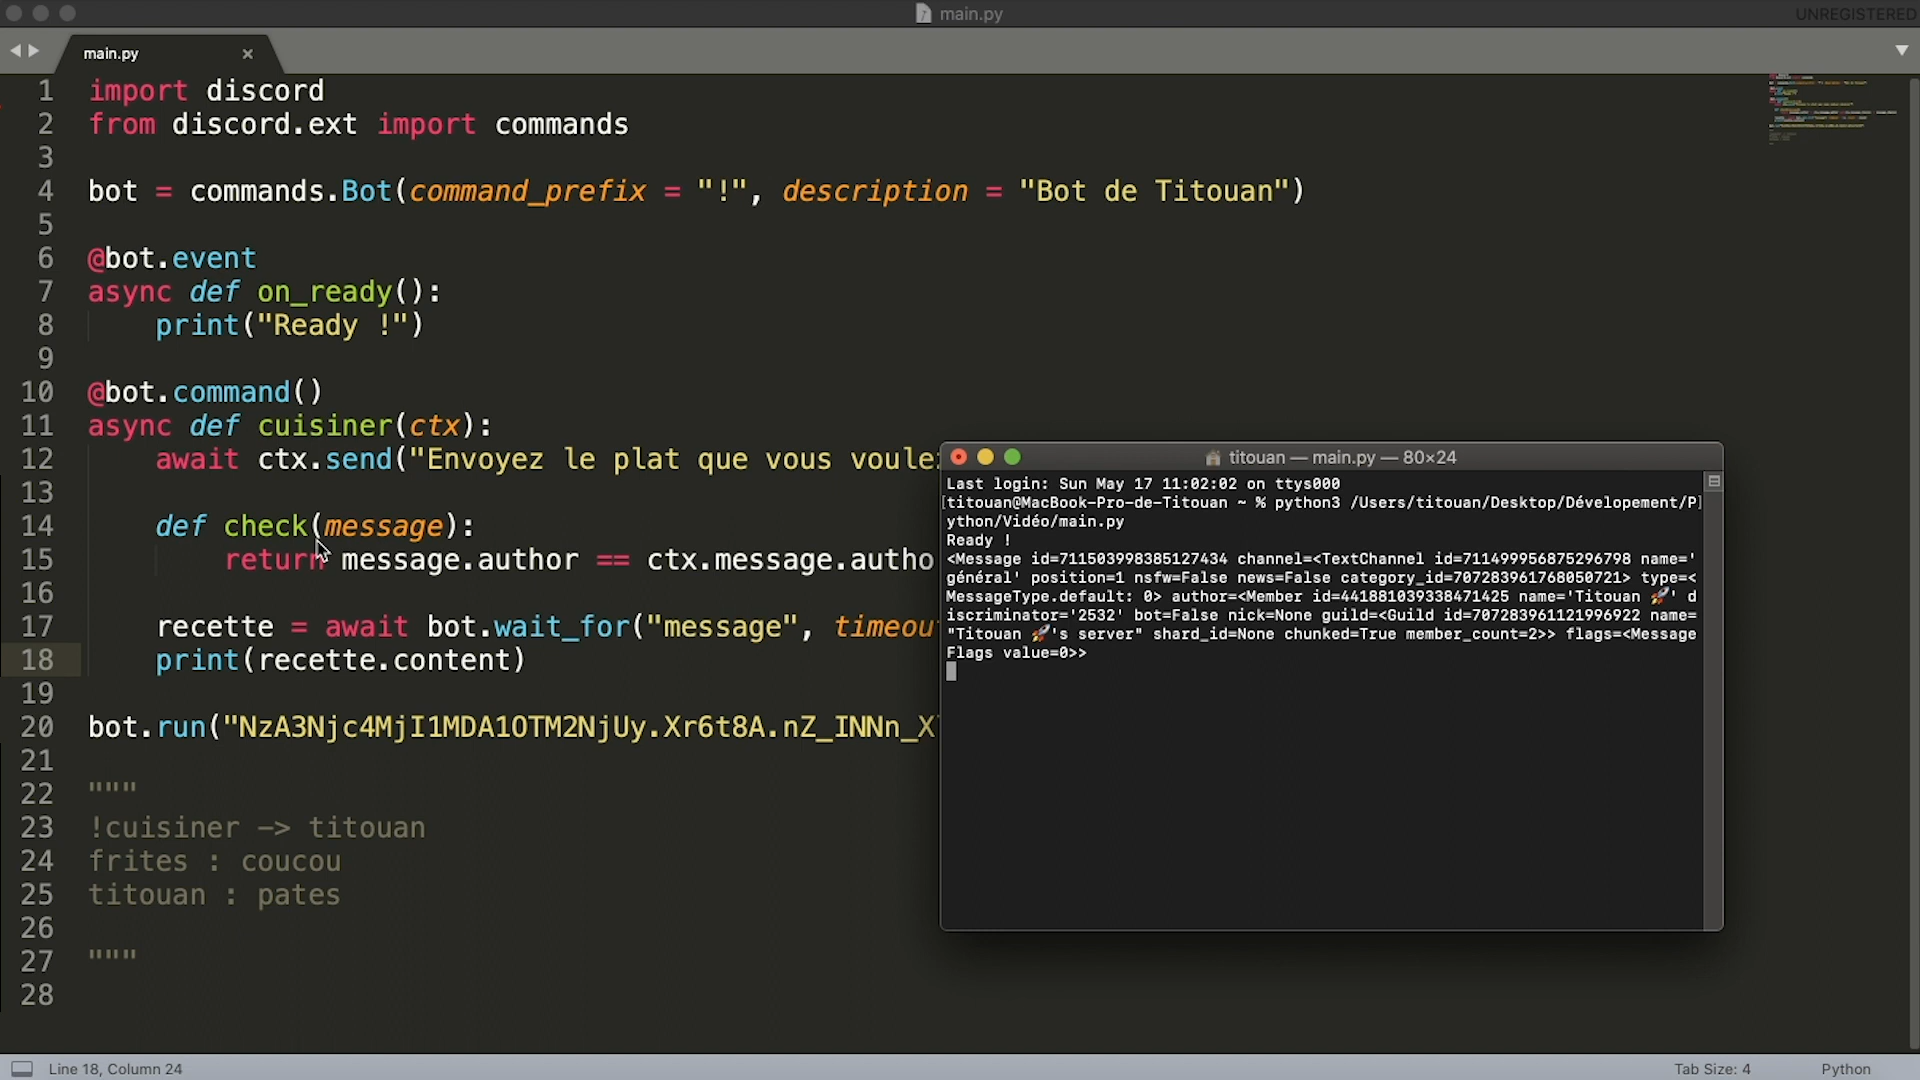 main.py
UNREGISTERED
main.py
1 import discord
2 from discord.ext import commands
3
4 bot = commands.Bot(command_prefix = "!", description = "Bot de Titouan")
5
6 @bot.event
7 async def on_ready():
8 print("Ready !")
9
10 @bot.command()
11 async def cuisiner(ctx):
12 await ctx.send("Envoyez le plat que vous voule
13
14 def check(message):
15 return message.author == ctx.message.autho
16
17 recette = await bot.wait_for("message", timeou
18 print(recette.content)
19
20 bot.run("NzA3Njc4MjI1MDA1OTM2NjUy.Xr6t8A.nZ_INNn_X
21
22 """
23 !cuisiner -> titouan
24 frites : coucou
25 titouan : pates
26
27 """
28
titouan — main.py — 80×24
Last login: Sun May 17 11:02:02 on ttys000
[titouan@MacBook-Pro-de-Titouan ~ % python3 /Users/titouan/Desktop/Dévelopement/P]
ython/Vidéo/main.py
Ready !
<Message id=711503998385127434 channel=<TextChannel id=711499956875296798 name='
général' position=1 nsfw=False news=False category_id=707283961768050721> type=<
MessageType.default: 0> author=<Member id=441881039338471425 name='Titouan 🚀' d
iscriminator='2532' bot=False nick=None guild=<Guild id=707283961121996922 name=
"Titouan 🚀's server" shard_id=None chunked=True member_count=2>> flags=<Message
Flags value=0>>
Line 18, Column 24
Tab Size: 4
Python